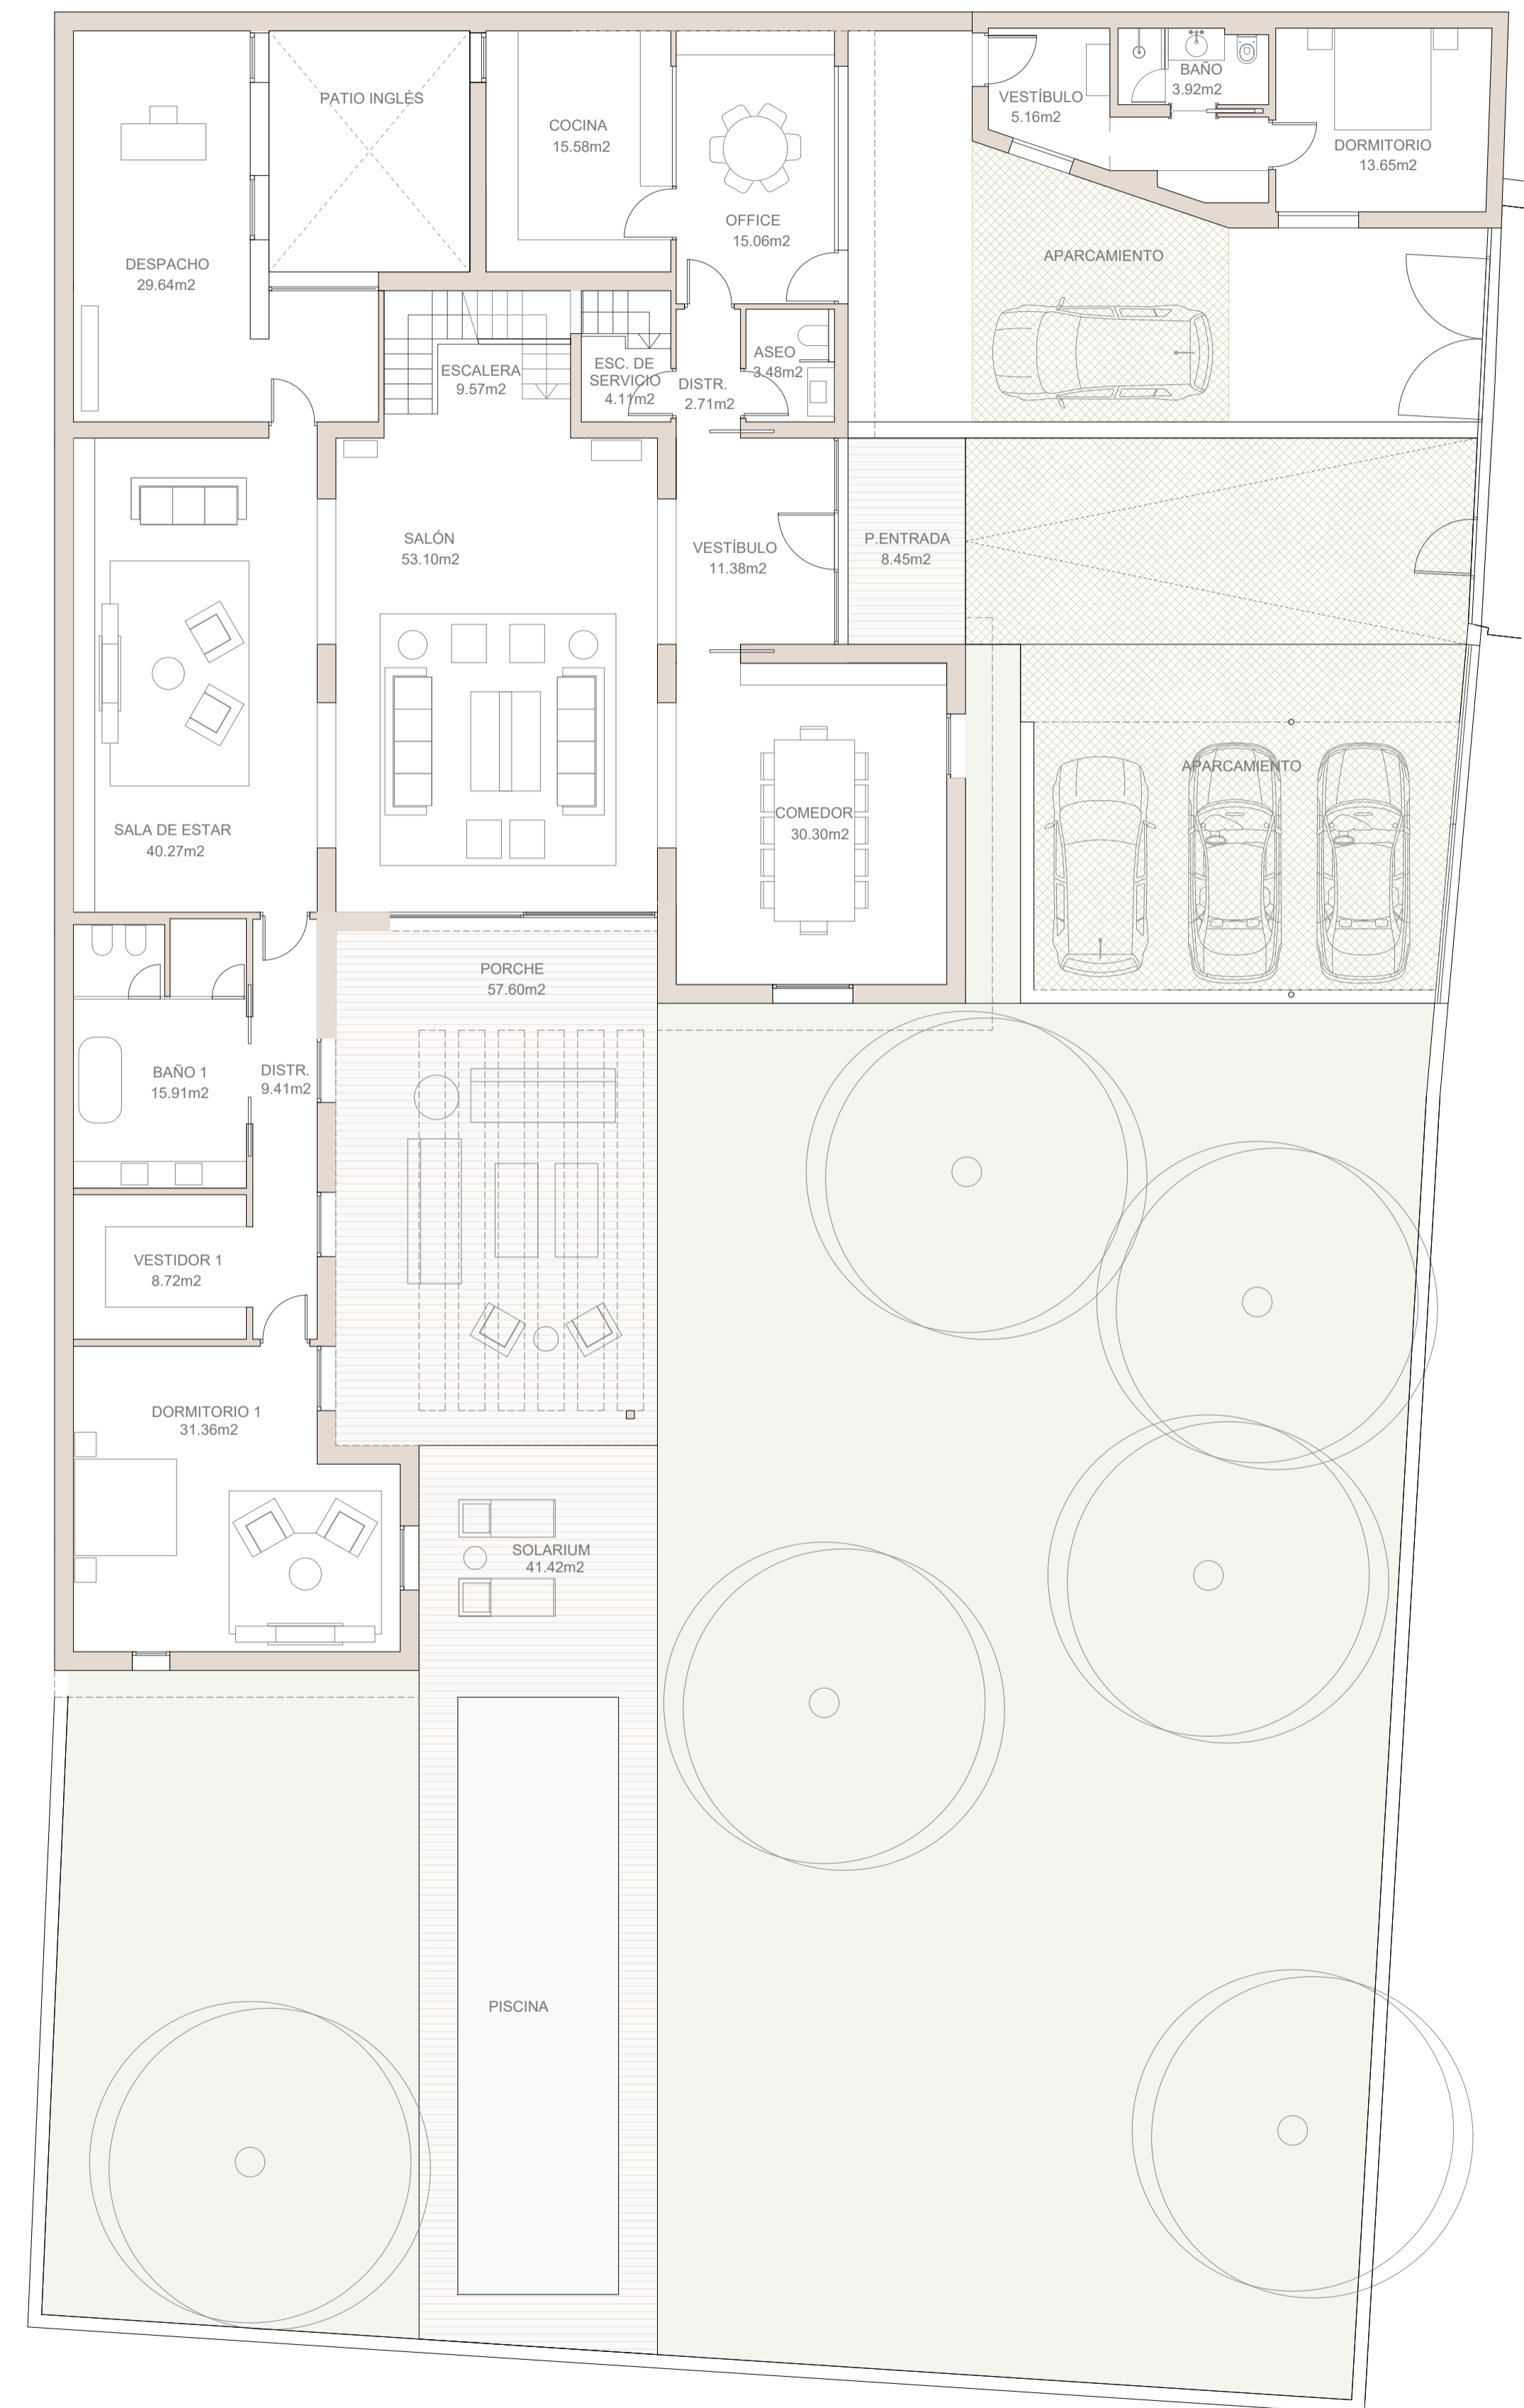 PATIO INGLÉS
COCINA
15.58m2
OFFICE
15.06m2
VESTÍBULO
5.16m2
BAÑO
3.92m2
DORMITORIO
13.65m2
DESPACHO
29.64m2
APARCAMIENTO
ESCALERA
9.57m2
ESC. DE
SERVICIO
4.11m2
DISTR.
2.71m2
ASEO
3.48m2
SALÓN
53.10m2
VESTÍBULO
11.38m2
P.ENTRADA
8.45m2
APARCAMIENTO
SALA DE ESTAR
40.27m2
COMEDOR
30.30m2
PORCHE
57.60m2
BAÑO 1
15.91m2
DISTR.
9.41m2
VESTIDOR 1
8.72m2
DORMITORIO 1
31.36m2
SOLARIUM
41.42m2
PISCINA